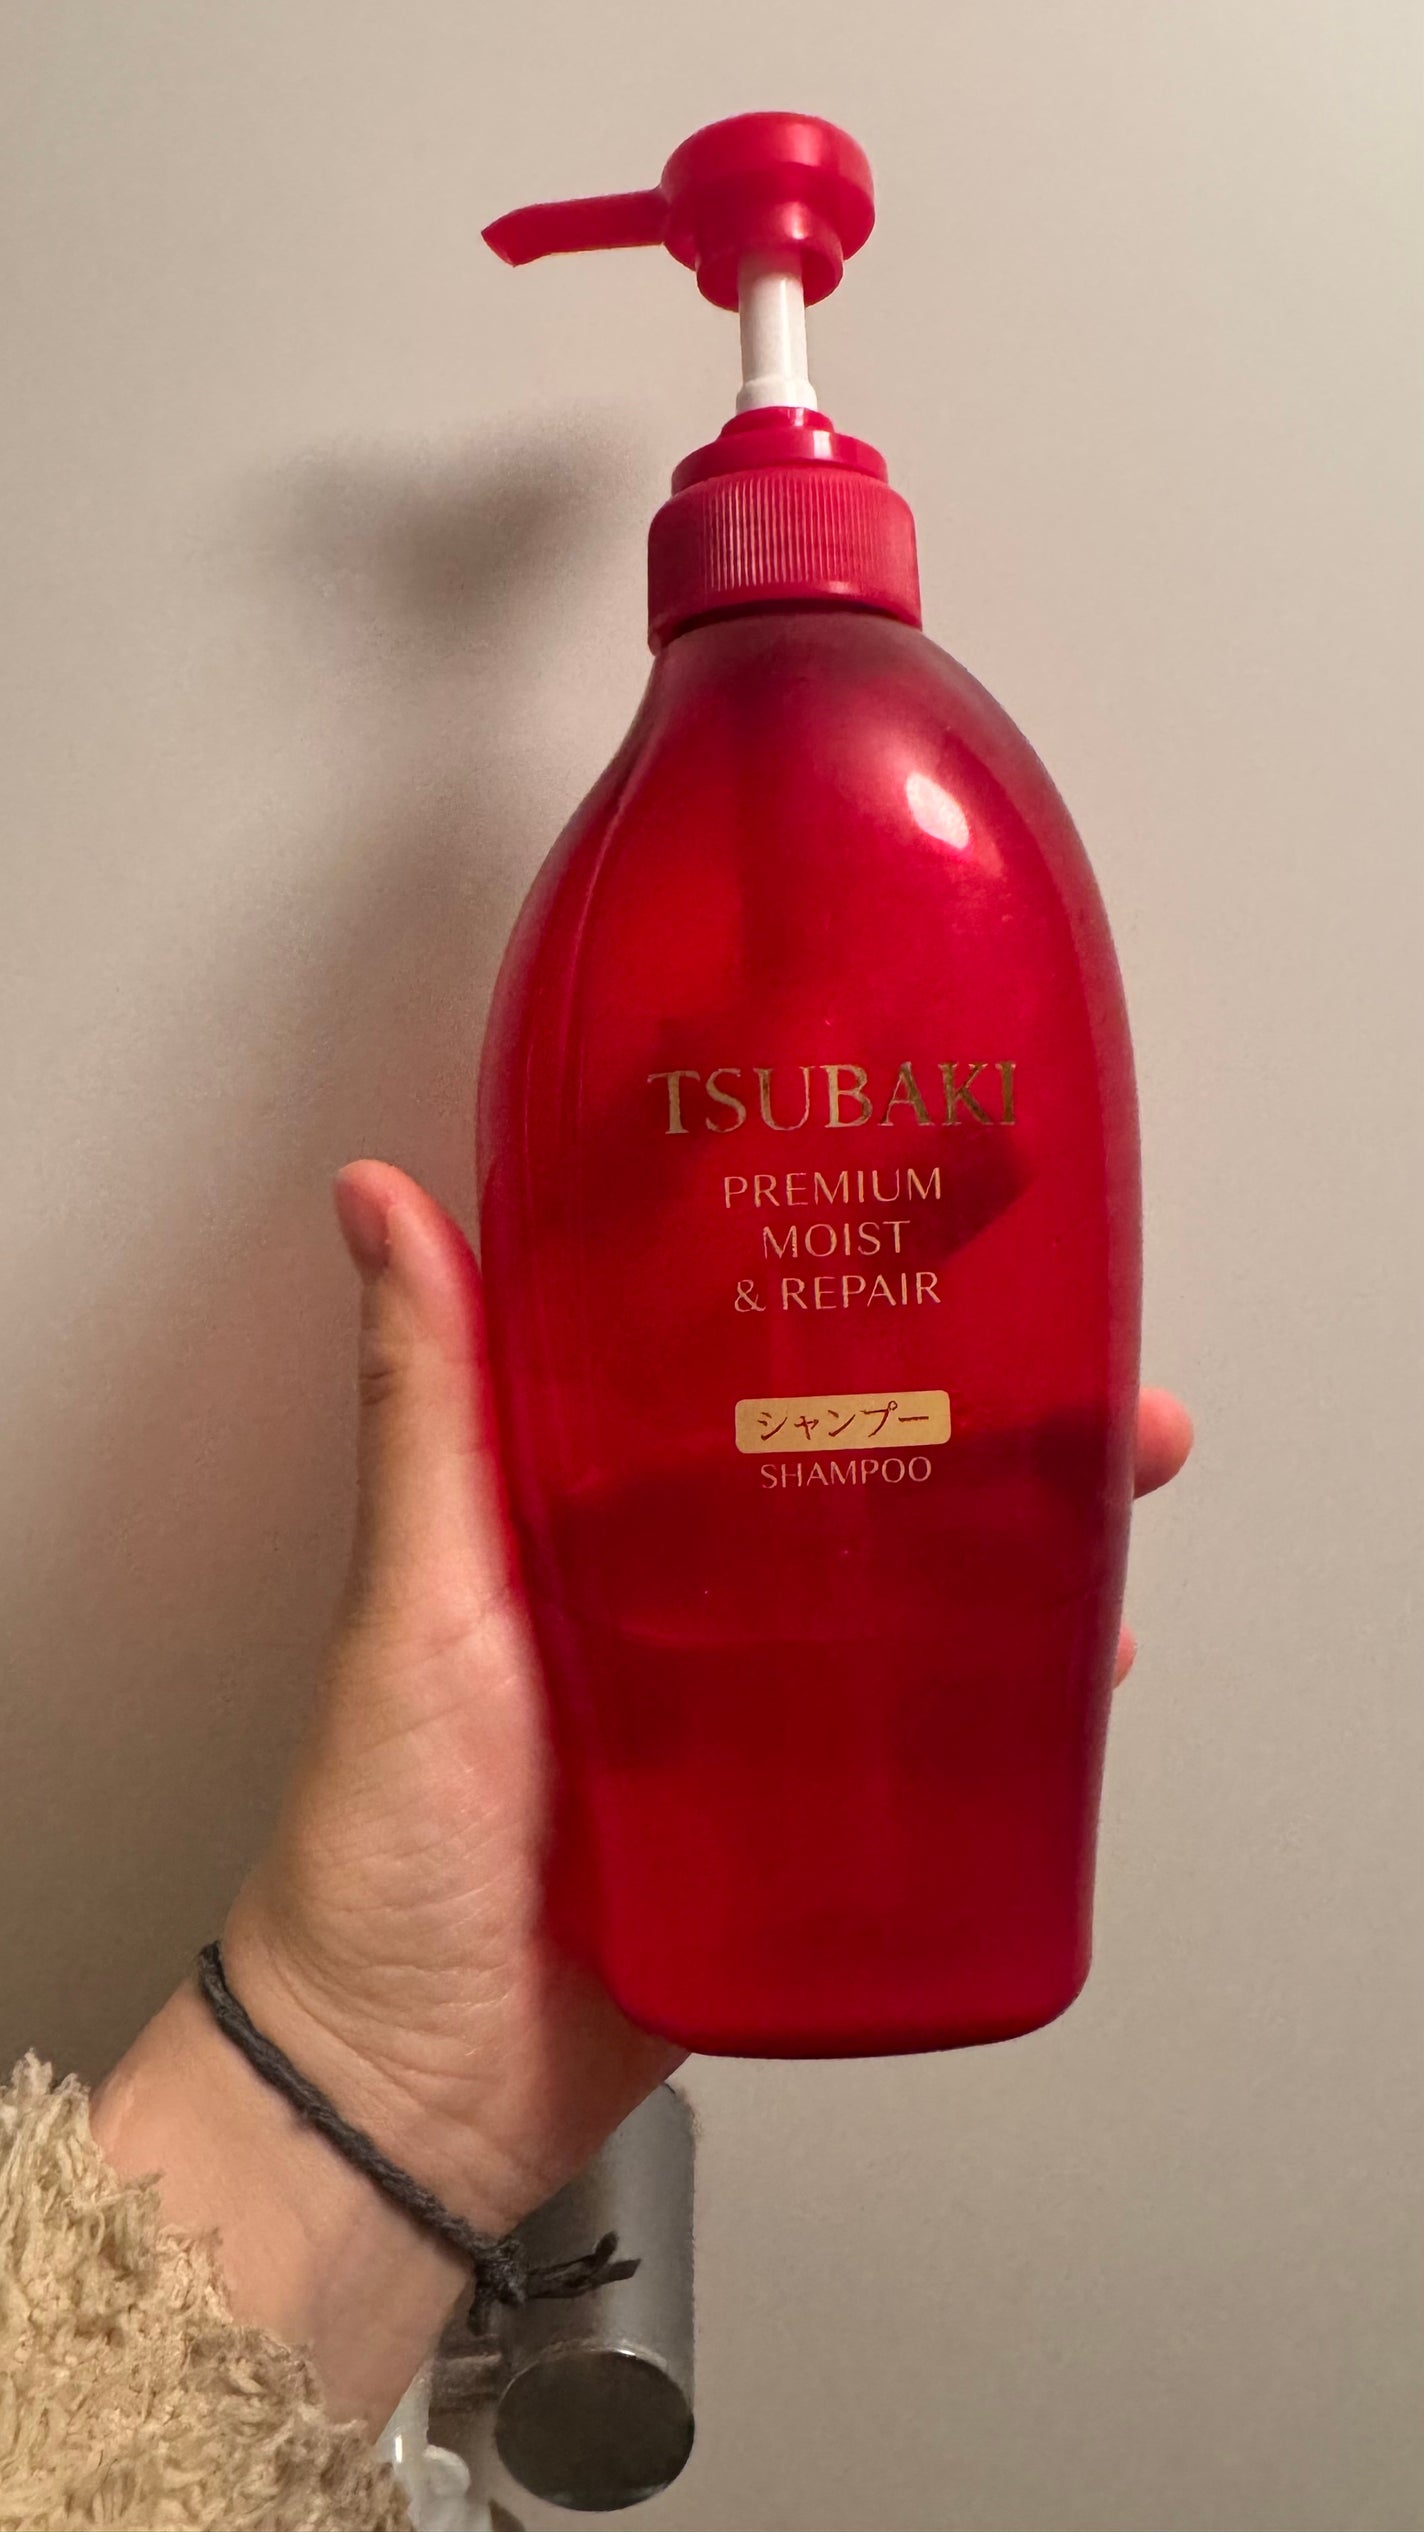 TSUBAKI
PREMIUM
MOIST
& REPAIR
シャンプー
SHAMPOO